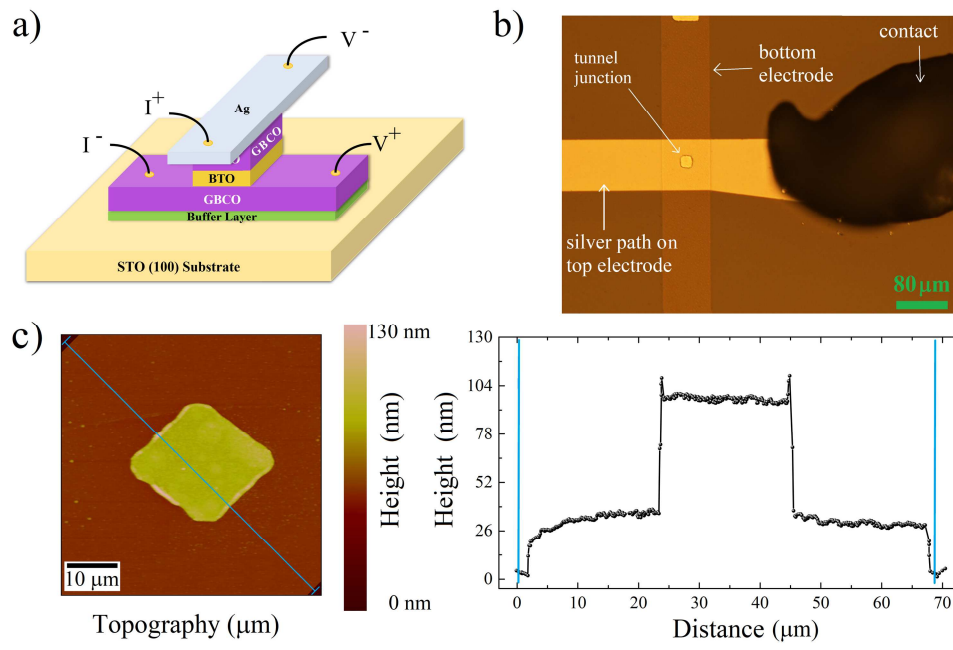 a)
V⁻
I⁺
Ag
I⁻
GBCO
V⁺
BTO
GBCO
Buffer Layer
STO (100) Substrate
b)
contact
tunnel
junction
bottom
electrode
silver path on
top electrode
80 μm
c)
10 μm
Topography (μm)
130 nm
Height (nm)
0 nm
Height (nm)
130
104
78
52
26
0
0
10
20
30
40
50
60
70
Distance (μm)